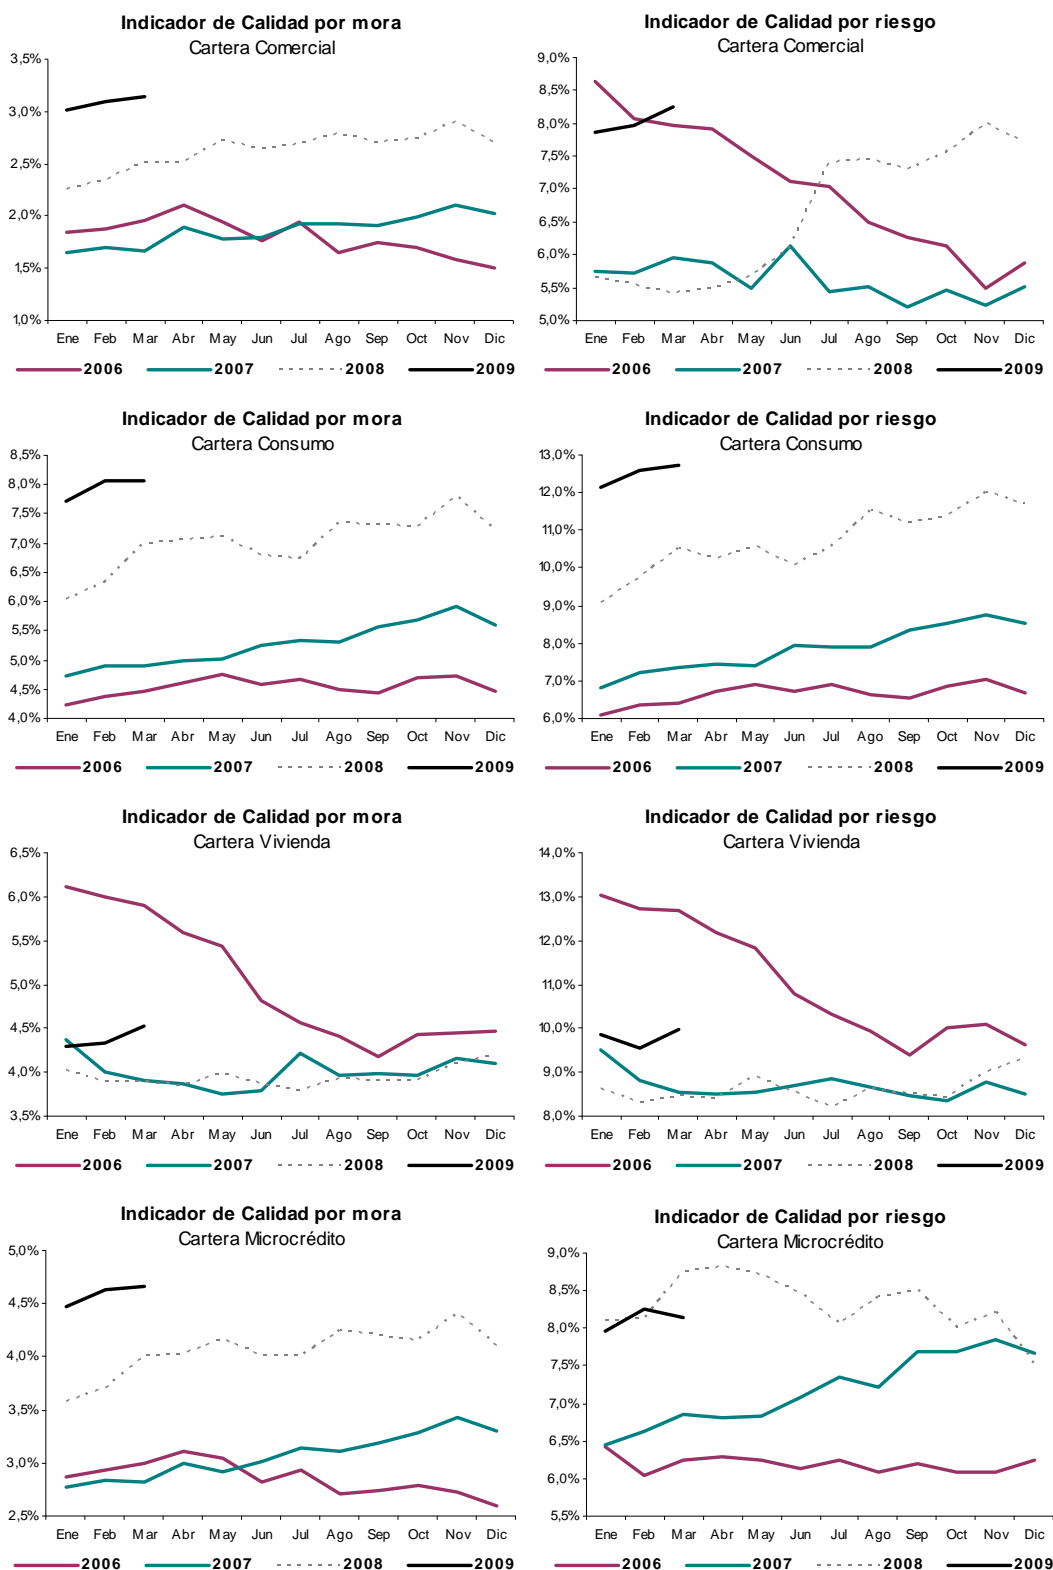 Indicador de Calidad por mora
Cartera Comercial
3,5%
3,0%
2,5%
2,0%
1,5%
1,0%
Ene Feb Mar Abr May Jun Jul Ago Sep Oct Nov Dic
2006 2007 2008 2009
Indicador de Calidad por riesgo
Cartera Comercial
9,0%
8,5%
8,0%
7,5%
7,0%
6,5%
6,0%
5,5%
5,0%
Ene Feb Mar Abr May Jun Jul Ago Sep Oct Nov Dic
2006 2007 2008 2009
Indicador de Calidad por mora
Cartera Consumo
8,5%
8,0%
7,5%
7,0%
6,5%
6,0%
5,5%
5,0%
4,5%
4,0%
Ene Feb Mar Abr May Jun Jul Ago Sep Oct Nov Dic
2006 2007 2008 2009
Indicador de Calidad por riesgo
Cartera Consumo
13,0%
12,0%
11,0%
10,0%
9,0%
8,0%
7,0%
6,0%
Ene Feb Mar Abr May Jun Jul Ago Sep Oct Nov Dic
2006 2007 2008 2009
Indicador de Calidad por mora
Cartera Vivienda
6,5%
6,0%
5,5%
5,0%
4,5%
4,0%
3,5%
Ene Feb Mar Abr May Jun Jul Ago Sep Oct Nov Dic
2006 2007 2008 2009
Indicador de Calidad por riesgo
Cartera Vivienda
14,0%
13,0%
12,0%
11,0%
10,0%
9,0%
8,0%
Ene Feb Mar Abr May Jun Jul Ago Sep Oct Nov Dic
2006 2007 2008 2009
Indicador de Calidad por mora
Cartera Microcrédito
5,0%
4,5%
4,0%
3,5%
3,0%
2,5%
Ene Feb Mar Abr May Jun Jul Ago Sep Oct Nov Dic
2006 2007 2008 2009
Indicador de Calidad por riesgo
Cartera Microcrédito
9,0%
8,5%
8,0%
7,5%
7,0%
6,5%
6,0%
5,5%
Ene Feb Mar Abr May Jun Jul Ago Sep Oct Nov Dic
2006 2007 2008 2009